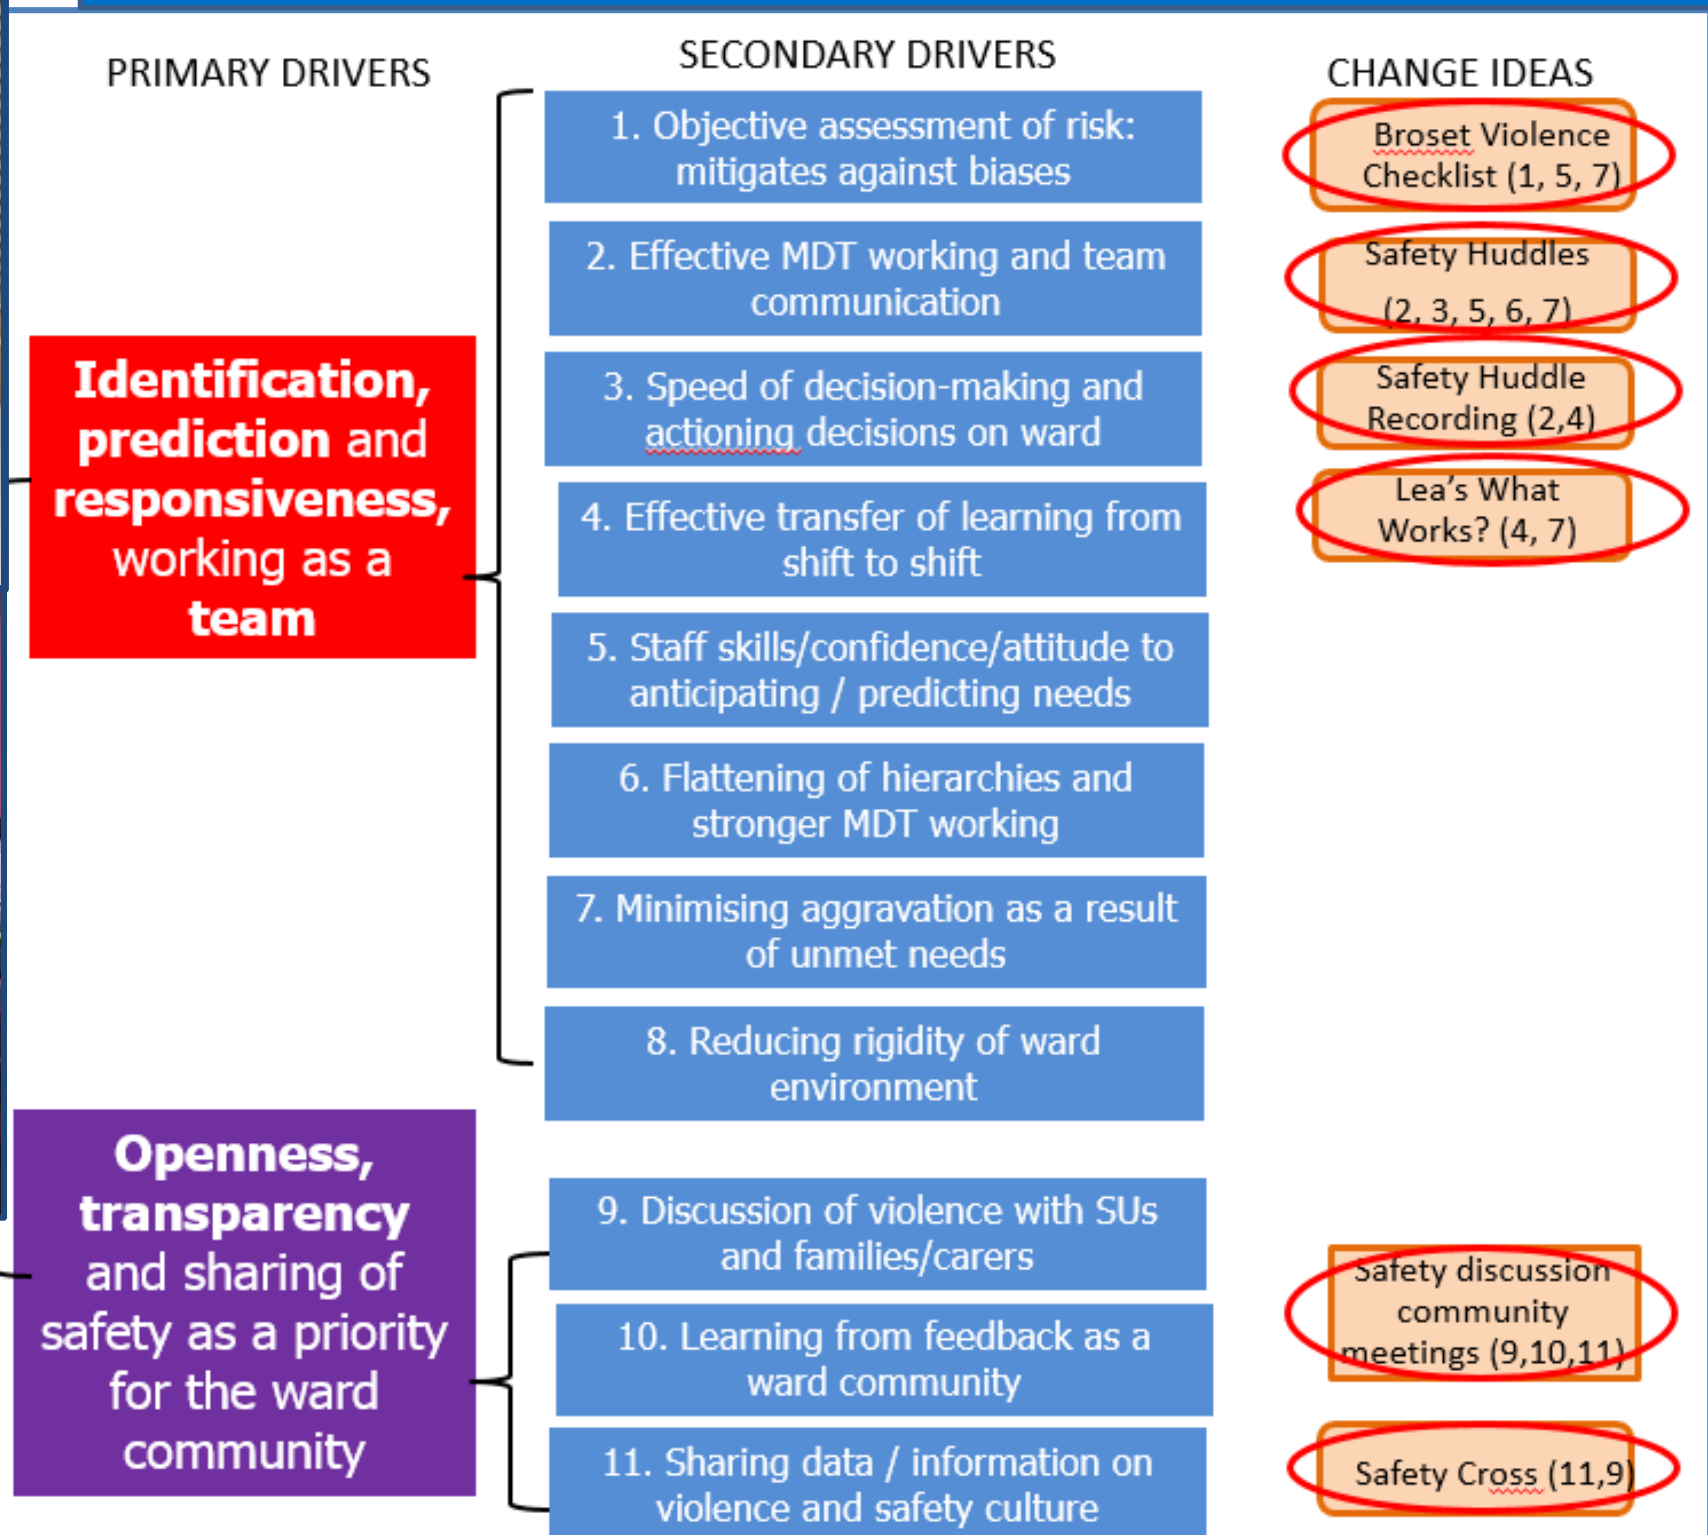 PRIMARY DRIVERS
SECONDARY DRIVERS
CHANGE IDEAS
Identification,
prediction and
responsiveness,
working as a
team
1. Objective assessment of risk:
mitigates against biases
2. Effective MDT working and team
communication
3. Speed of decision-making and
actioning decisions on ward
4. Effective transfer of learning from
shift to shift
5. Staff skills/confidence/attitude to
anticipating / predicting needs
6. Flattening of hierarchies and
stronger MDT working
7. Minimising aggravation as a result
of unmet needs
8. Reducing rigidity of ward
environment
Broset Violence
Checklist (1, 5, 7)
Safety Huddles
(2, 3, 5, 6, 7)
Safety Huddle
Recording (2,4)
Lea's What
Works? (4, 7)
Openness,
transparency
and sharing of
safety as a priority
for the ward
community
9. Discussion of violence with SUs
and families/carers
10. Learning from feedback as a
ward community
11. Sharing data / information on
violence and safety culture
Safety discussion
community
meetings (9,10,11)
Safety Cross (11,9)